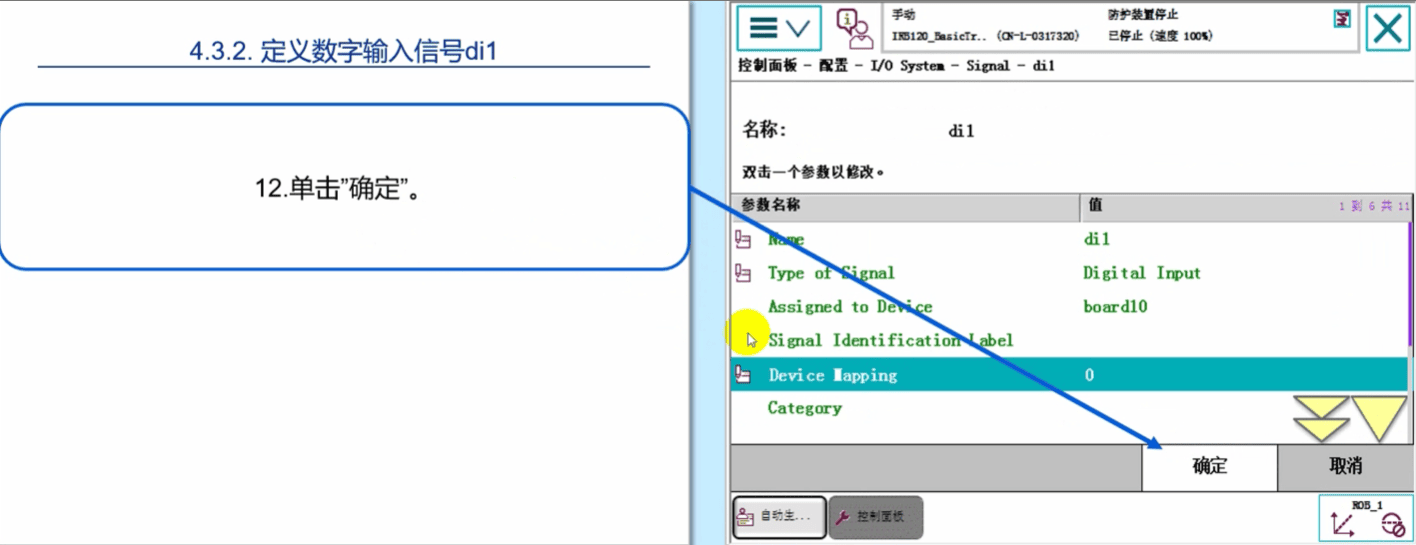 4.3.2. 定义数字输入信号di1
12.单击”确定”。
手动
防护装置停止
IRB120_BasicTr.. (CN-L-0317320)
已停止 (速度 100%)
控制面板 - 配置 - I/O System - Signal - di1
名称:
di1
双击一个参数以修改。
参数名称
值
1 到 6 共 11
Name
di1
Type of Signal
Digital Input
Assigned to Device
board10
Signal Identification Label
Device Mapping
0
Category
确定
取消
自动生...
控制面板
ROB_1